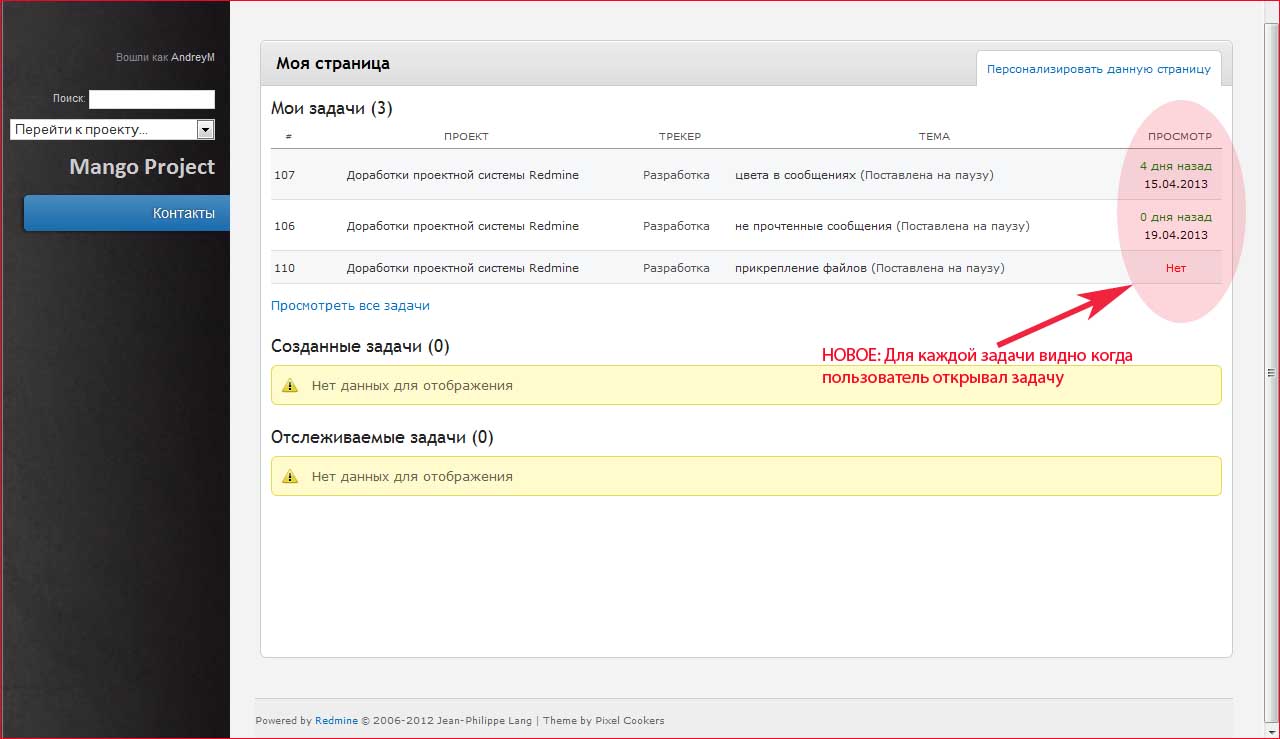 Вошли как AndreyM
Поиск:
Перейти к проекту...
Mango Project
Контакты
Моя страница
Персонализировать данную страницу
Мои задачи (3)
# ПРОЕКТ ТРЕКЕР ТЕМА ПРОСМОТР
107 Доработки проектной системы Redmine Разработка цвета в сообщениях (Поставлена на паузу) 4 дня назад
15.04.2013
106 Доработки проектной системы Redmine Разработка не прочтенные сообщения (Поставлена на паузу) 0 дня назад
19.04.2013
110 Доработки проектной системы Redmine Разработка прикрепление файлов (Поставлена на паузу) Нет
Просмотреть все задачи
НОВОЕ: Для каждой задачи видно когда
пользователь открывал задачу
Созданные задачи (0)
Нет данных для отображения
Отслеживаемые задачи (0)
Нет данных для отображения
Powered by Redmine © 2006-2012 Jean-Philippe Lang | Theme by Pixel Cookers